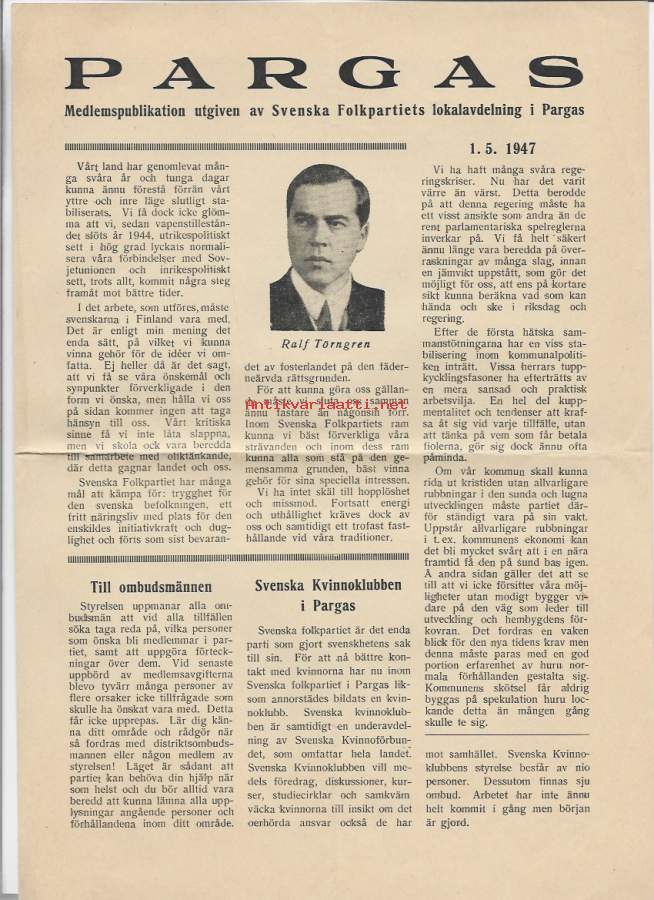 PARGAS
Medlemspublikation utgiven av Svenska Folkpartiets lokalavdelning i Pargas
Vårt land har genomlevat mån-
ga svåra år och tunga dagar
kunna ännu förestå förrän vårt
yttre och inre läge slutligt sta-
biliserats. Vi få dock icke glöm-
ma att vi, sedan vapenstillestån-
det slöts år 1944, utrikespolitiskt
sett i hög grad lyckats normali-
sera våra förbindelser med Sov-
jetunionen och inrikespolitiskt
sett, trots allt, kommit några steg
framåt mot bättre tider.
I det arbete, som utföres, måste
svenskarna i Finland vara med.
Det är enligt min mening det
enda sätt, på vilket vi kunna
vinna gehör för de idéer vi om-
fatta. Ej heller då är det sagt,
att vi få se våra önskemål och
synpunkter förverkligade i den
form vi önska, men hålla vi oss
på sidan kommer ingen att taga
hänsyn till oss. Vårt kritiska
sinne få vi inte låta slappna,
men vi skola ock vara beredda
till samarbete med oliktänkande,
där detta gagnar landet och oss.
Svenska Folkpartiet har många
mål att kämpa för: trygghet för
den svenska befolkningen, ett
fritt näringsliv med plats för den
enskildes initiativkraft och dug-
lighet och förts som sist bevaran-
Ralf Törngren
det av fosterlandet på den fäder-
neärvda rättsgrunden.
För att kunna göra oss gällan-
de måste vi sluta oss samman
ännu fastare än någonsin förr.
Inom Svenska Folkpartiets ram
kunna vi bäst förverkliga våra
strävanden och inom dess ram
kunna alla som stå på den ge-
mensamma grunden, bäst vinna
gehör för sina speciella intressen.
Vi ha intet skäl till hopplöshet
och missmod. Fortsatt energi
och uthållighet kräves dock av
oss och samtidigt ett trofast fast-
hållande vid våra traditioner.
Antikvariaatti.net
1. 5. 1947
Vi ha haft många svåra rege-
ringskriser. Nu har det varit
värre än värst. Detta berodde
på att denna regering måste ha
ett visst ansikte som andra än de
rent parlamentariska spelreglerna
inverkar på. Vi få helt säkert
ännu länge vara beredda på över-
raskningar av många slag, innan
en jämvikt uppstått, som gör det
möjligt för oss, att ens på kortare
sikt kunna beräkna vad som kan
hända och ske i riksdag och
regering.
Efter de första hätska sam-
manstötningarna har en viss sta-
bilisering inom kommunalpoliti-
ken inträtt. Vissa herrars tupp-
kycklingsfasoner ha efterträtts av
en mera sansad och praktisk
arbetsvilja. En hel del kupp-
mentalitet och tendenser att kraf-
sa åt sig vid varje tillfälle, utan
att tänka på vem som får betala
fiolerna, gör sig dock ännu ofta
påminda.
Om vår kommun skall kunna
rida ut kristiden utan allvarligare
rubbningar i den sunda och lugna
utvecklingen måste partiet där-
för ständigt vara på sin vakt.
Uppstår allvarligare rubbningar
i t. ex. kommunens ekonomi kan
det bli mycket svårt att i en nära
framtid få den på sund bas igen.
Å andra sidan gäller det att se
till att vi icke försitter våra möj-
ligheter utan modigt bygger vi-
dare på den väg som leder till
utveckling och hembygdens för-
kovran. Det fordras en vaken
blick för den nya tidens krav men
denna måste paras med en god
portion erfarenhet av huru nor-
mala förhållanden gestalta sig.
Kommunens skötsel får aldrig
byggas på spekulation huru loc-
kande detta än mången gång
skulle te sig.
Till ombudsmännen
Styrelsen uppmanar alla om-
budsmän att vid alla tillfällen
söka taga reda på, vilka personer
som önska bli medlemmar i par-
tiet, samt att uppgöra förteck-
ningar över dem. Vid senaste
uppbörd av medlemsavgifterna
blevo tyvärr många personer av
flere orsaker icke tillfrågade som
skulle ha önskat vara med. Detta
får icke upprepas. Lär dig kän-
na ditt område och rådgör när
så fordras med distriktsombuds-
mannen eller någon medlem av
styrelsen! Läget är sådant att
partiet kan behöva din hjälp när
som helst och du bör alltid vara
beredd att kunna lämna alla upp-
lysningar angående personer och
förhållandena inom ditt område.
Svenska Kvinnoklubben
i Pargas
Svenska folkpartiet är det enda
parti som gjort svenskhetens sak
till sin. För att nå bättre kon-
takt med kvinnorna har nu inom
Svenska folkpartiet i Pargas lik-
som annorstädes bildats en kvin-
noklubb. Svenska kvinnoklub-
ben är samtidigt en underavdel-
ning av Svenska Kvinnoförbun-
det, som omfattar hela landet.
Svenska Kvinnoklubben vill me-
dels föredrag, diskussioner, kur-
ser, studiecirklar och samkväm
väcka kvinnorna till insikt om det
oerhörda ansvar också de har
mot samhället. Svenska Kvinno-
klubbens styrelse besfår av nio
personer. Dessutom finnas sju
ombud. Arbetet har inte ännu
helt kommit i gång men början
är gjord.